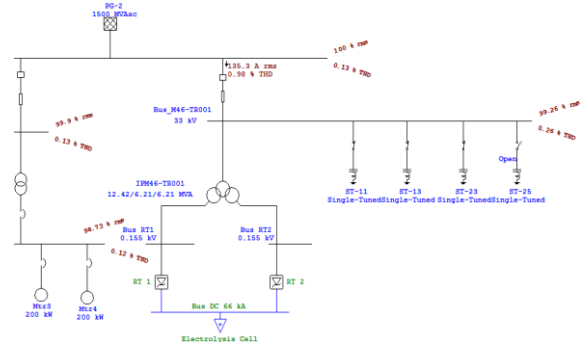 PG-2
1500 MVAsc
100 % rms
0.13 % THD
135.3 A rms
0.98 % THD
99.9 % rms
0.13 % THD
Bus_M46-TR001
33 kV
99.26 % rms
0.26 % THD
Open
IPM46-TR001
12.42/6.21/6.21 MVA
ST-11
Single-Tuned
ST-13
Single-Tuned
ST-23
Single-Tuned
ST-25
Single-Tuned
98.73 % rms
0.12 % THD
Bus RT1
0.155 kV
Bus RT2
0.155 kV
RT 1
RT 2
Mtr3
200 kW
Mtr4
200 kW
Bus DC 66 kA
Electrolysis Cell